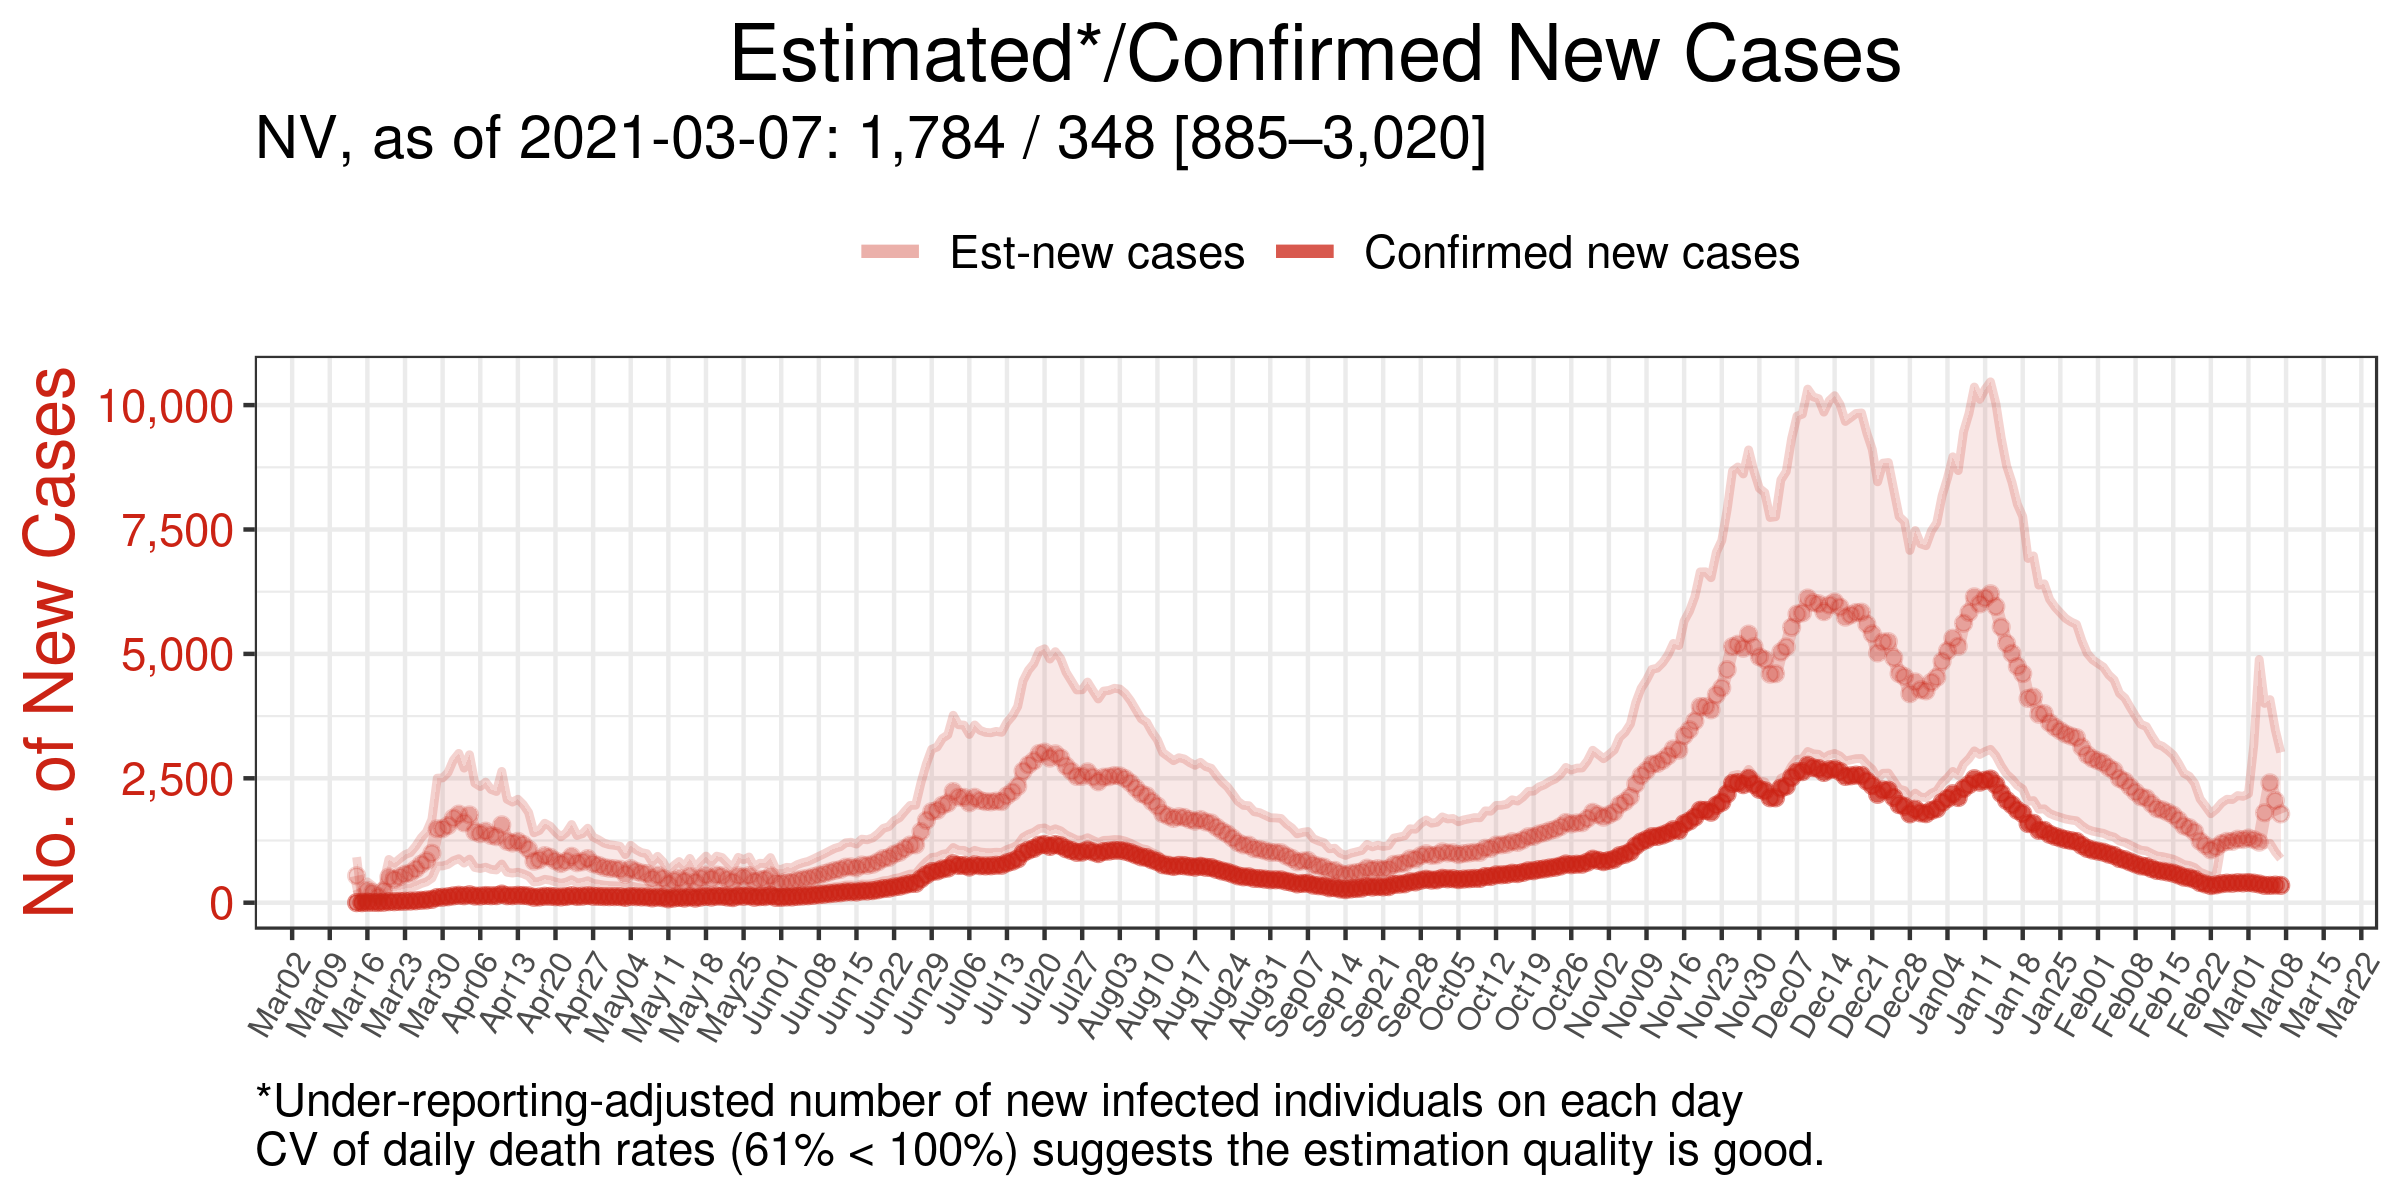 Estimated*/Confirmed New Cases
NV, as of 2021-03-07: 1,784 / 348 [885–3,020]
Est-new cases
Confirmed new cases
No. of New Cases
10,000
7,500
5,000
2,500
0
Mar02
Mar09
Mar16
Mar23
Mar30
Apr06
Apr13
Apr20
Apr27
May04
May11
May18
May25
Jun01
Jun08
Jun15
Jun22
Jun29
Jul06
Jul13
Jul20
Jul27
Aug03
Aug10
Aug17
Aug24
Aug31
Sep07
Sep14
Sep21
Sep28
Oct05
Oct12
Oct19
Oct26
Nov02
Nov09
Nov16
Nov23
Nov30
Dec07
Dec14
Dec21
Dec28
Jan04
Jan11
Jan18
Jan25
Feb01
Feb08
Feb15
Feb22
Mar01
Mar08
Mar15
Mar22
*Under-reporting-adjusted number of new infected individuals on each day
CV of daily death rates (61% < 100%) suggests the estimation quality is good.